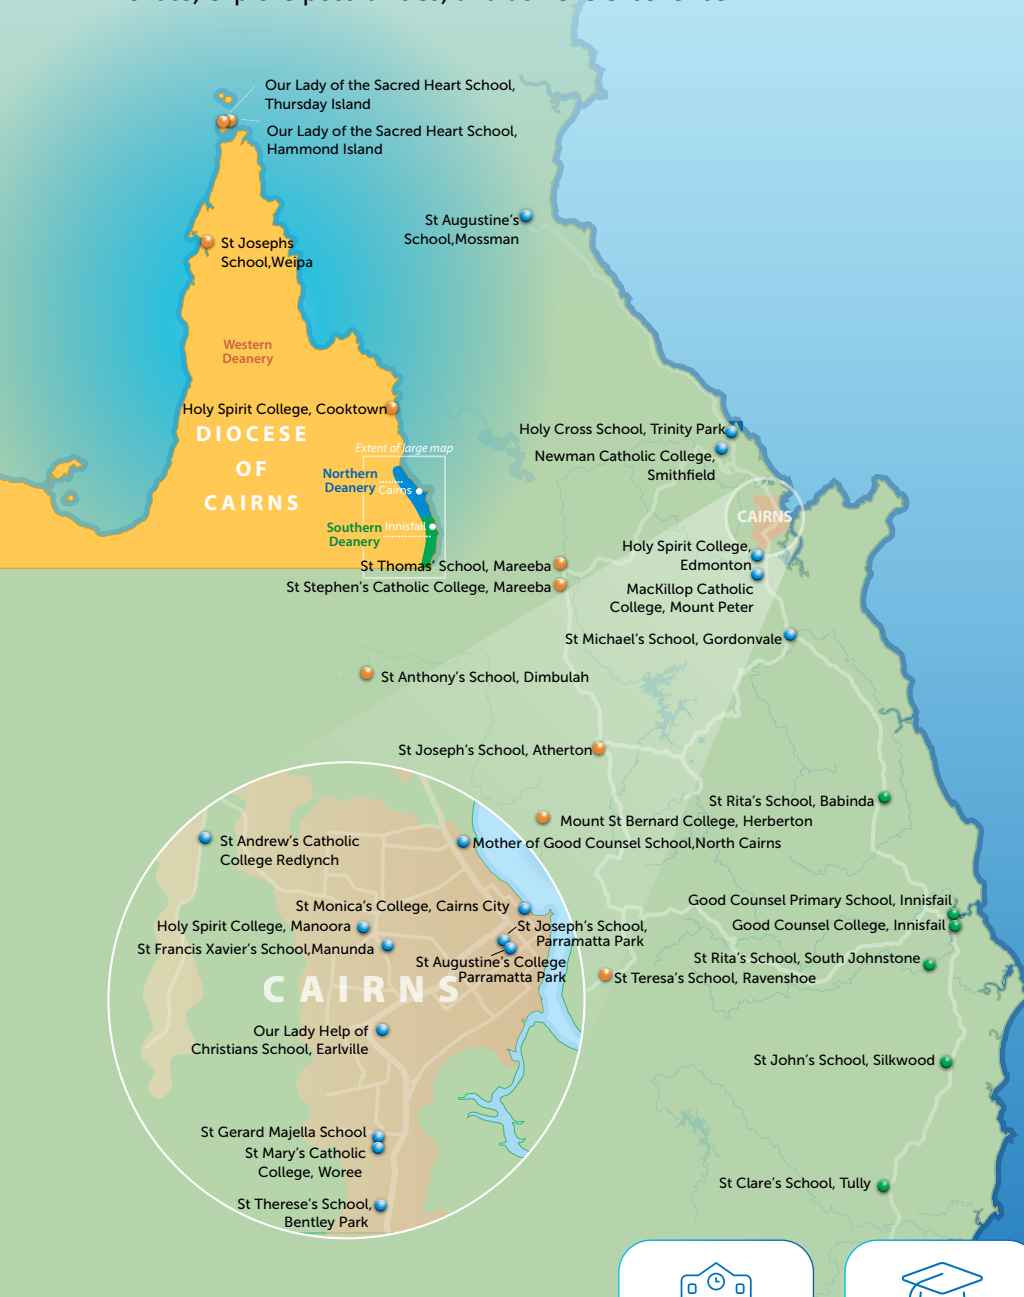 Our Lady of the Sacred Heart School,
Thursday Island
Our Lady of the Sacred Heart School,
Hammond Island
St Augustine's
School,Mossman
St Josephs
School,Weipa
Western
Deanery
Holy Spirit College, Cooktown
DIOCESE
OF
CAIRNS
Extent of large map
Northern
Deanery
Cairns
Southern
Deanery
Innisfail
Holy Cross School, Trinity Park
Newman Catholic College,
Smithfield
CAIRNS
Holy Spirit College,
Edmonton
MacKillop Catholic
College, Mount Peter
St Thomas' School, Mareeba
St Stephen's Catholic College, Mareeba
St Michael's School, Gordonvale
St Anthony's School, Dimbulah
St Joseph's School, Atherton
St Rita's School, Babinda
Mount St Bernard College, Herberton
St Andrew's Catholic
College Redlynch
Mother of Good Counsel School,North Cairns
St Monica's College, Cairns City
Holy Spirit College, Manoora
St Joseph's School,
Parramatta Park
St Francis Xavier's School,Manunda
St Augustine's College
Parramatta Park
CAIRNS
Good Counsel Primary School, Innisfail
Good Counsel College, Innisfail
St Rita's School, South Johnstone
St Teresa's School, Ravenshoe
Our Lady Help of
Christians School, Earlville
St John's School, Silkwood
St Gerard Majella School
St Mary's Catholic
College, Woree
St Clare's School, Tully
St Therese's School,
Bentley Park